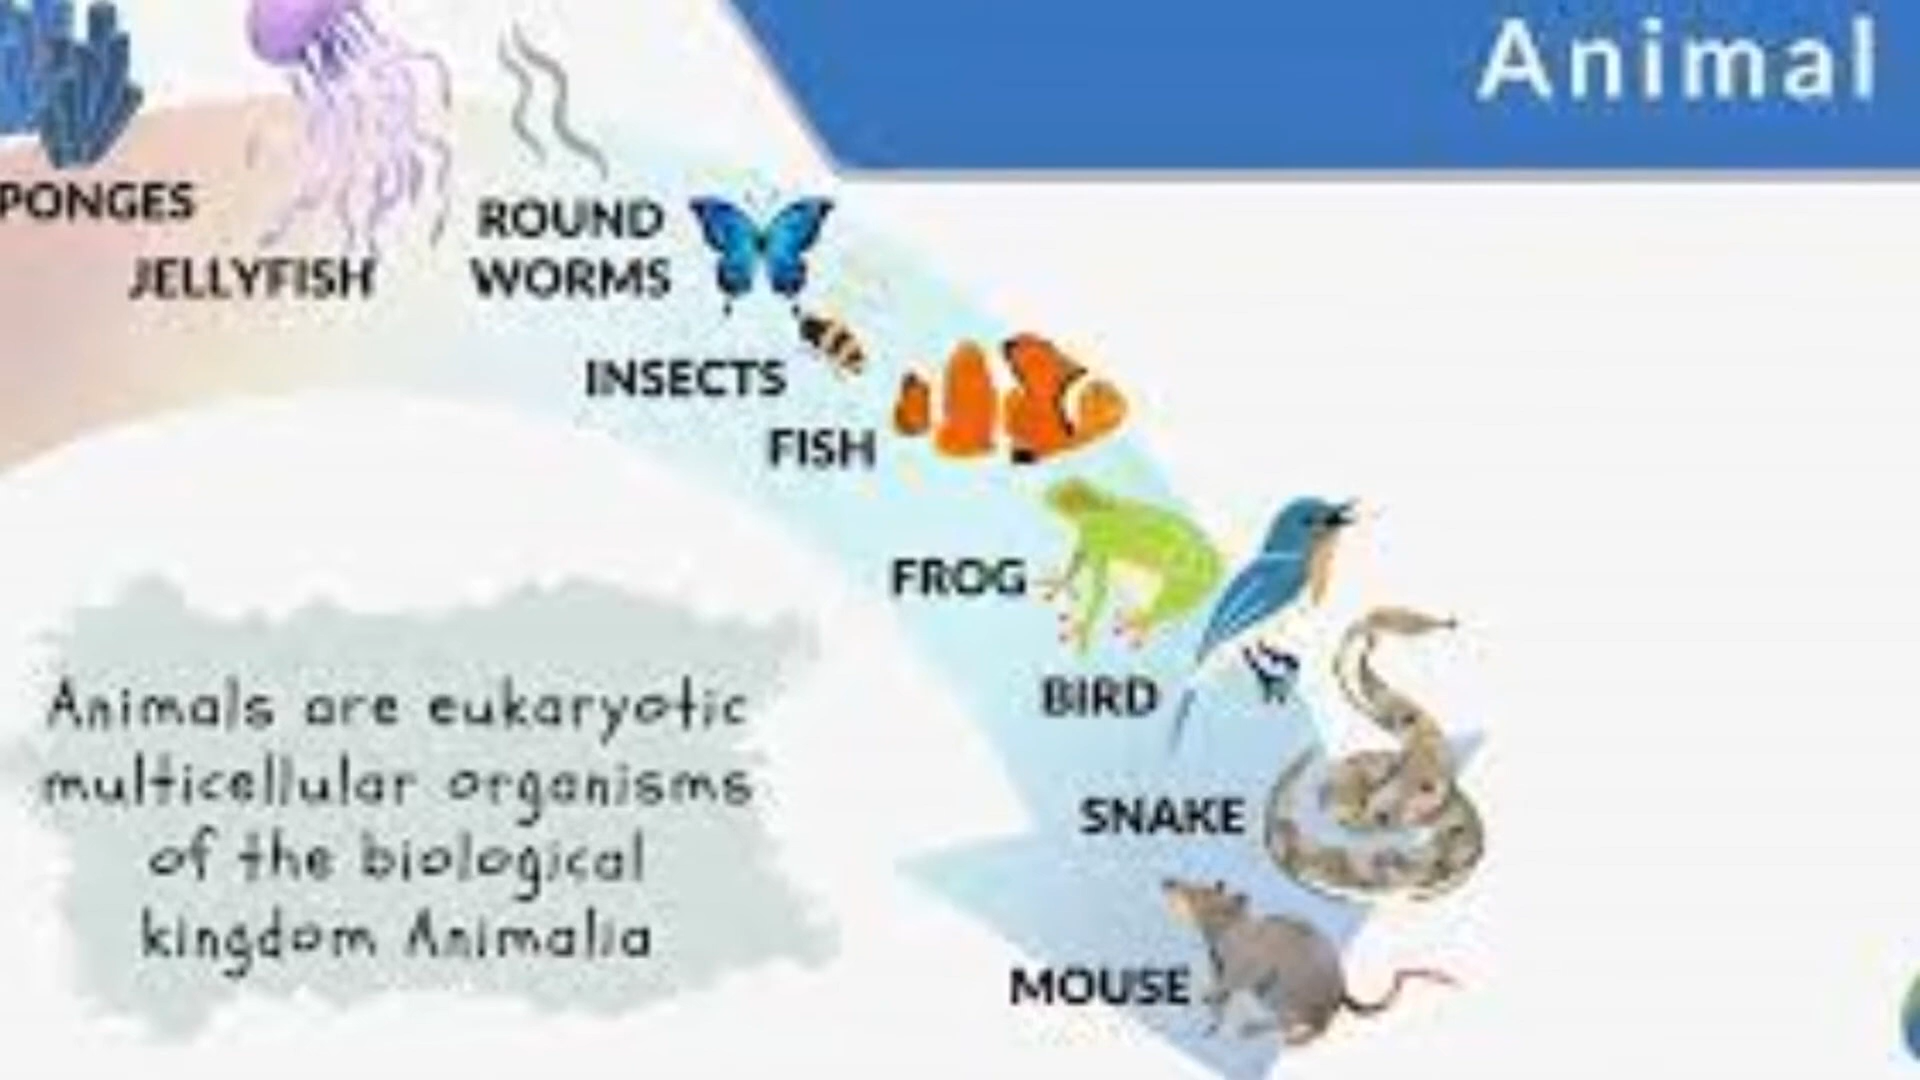 Animal
PONGES
JELLYFISH
ROUND
WORMS
INSECTS
FISH
FROG
BIRD
SNAKE
MOUSE
Animals are eukaryotic
multicellular organisms
of the biological
kingdom Animalia